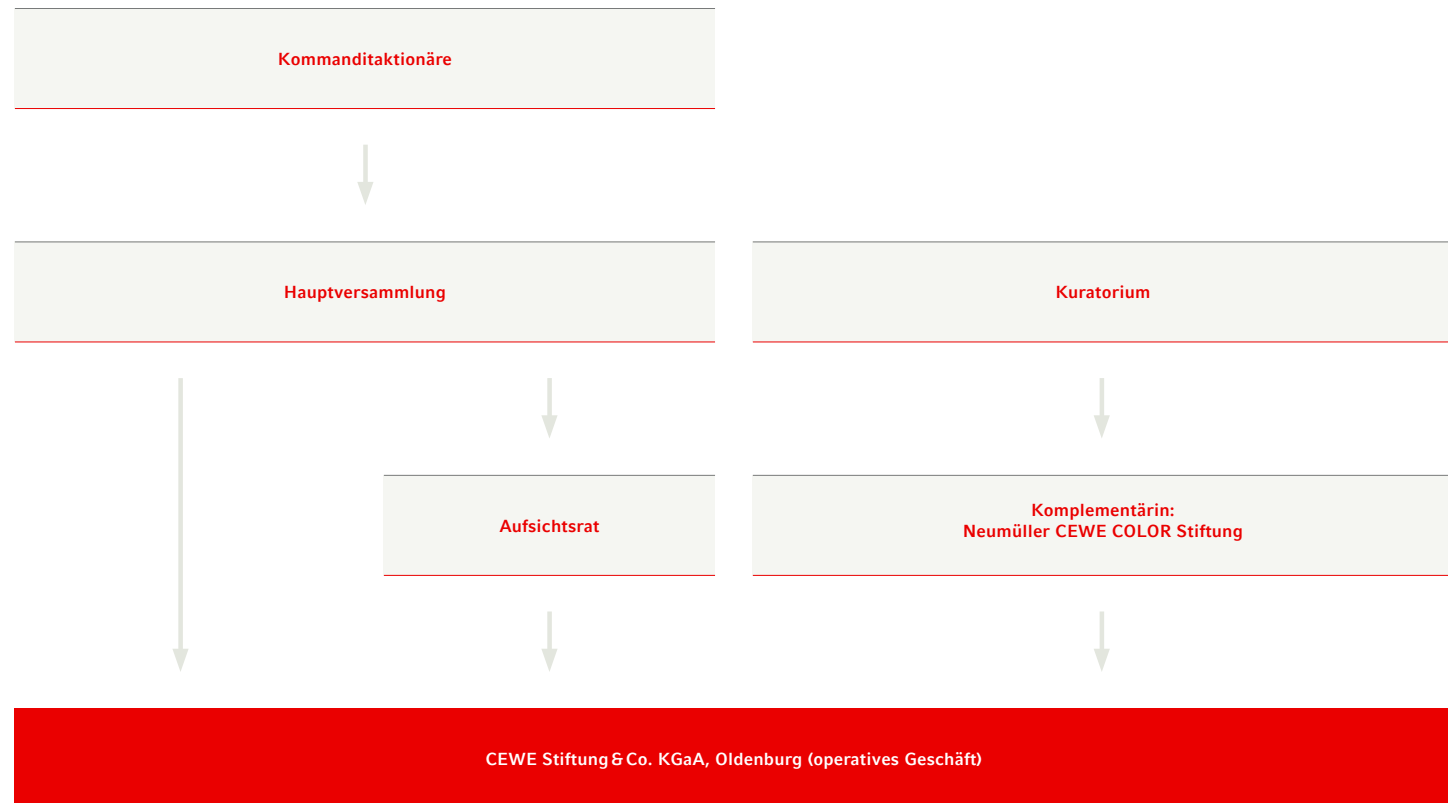 Kommanditaktionäre
Hauptversammlung
Kuratorium
Aufsichtsrat
Komplementärin:
Neumüller CEWE COLOR Stiftung
CEWE Stiftung & Co. KGaA, Oldenburg (operatives Geschäft)